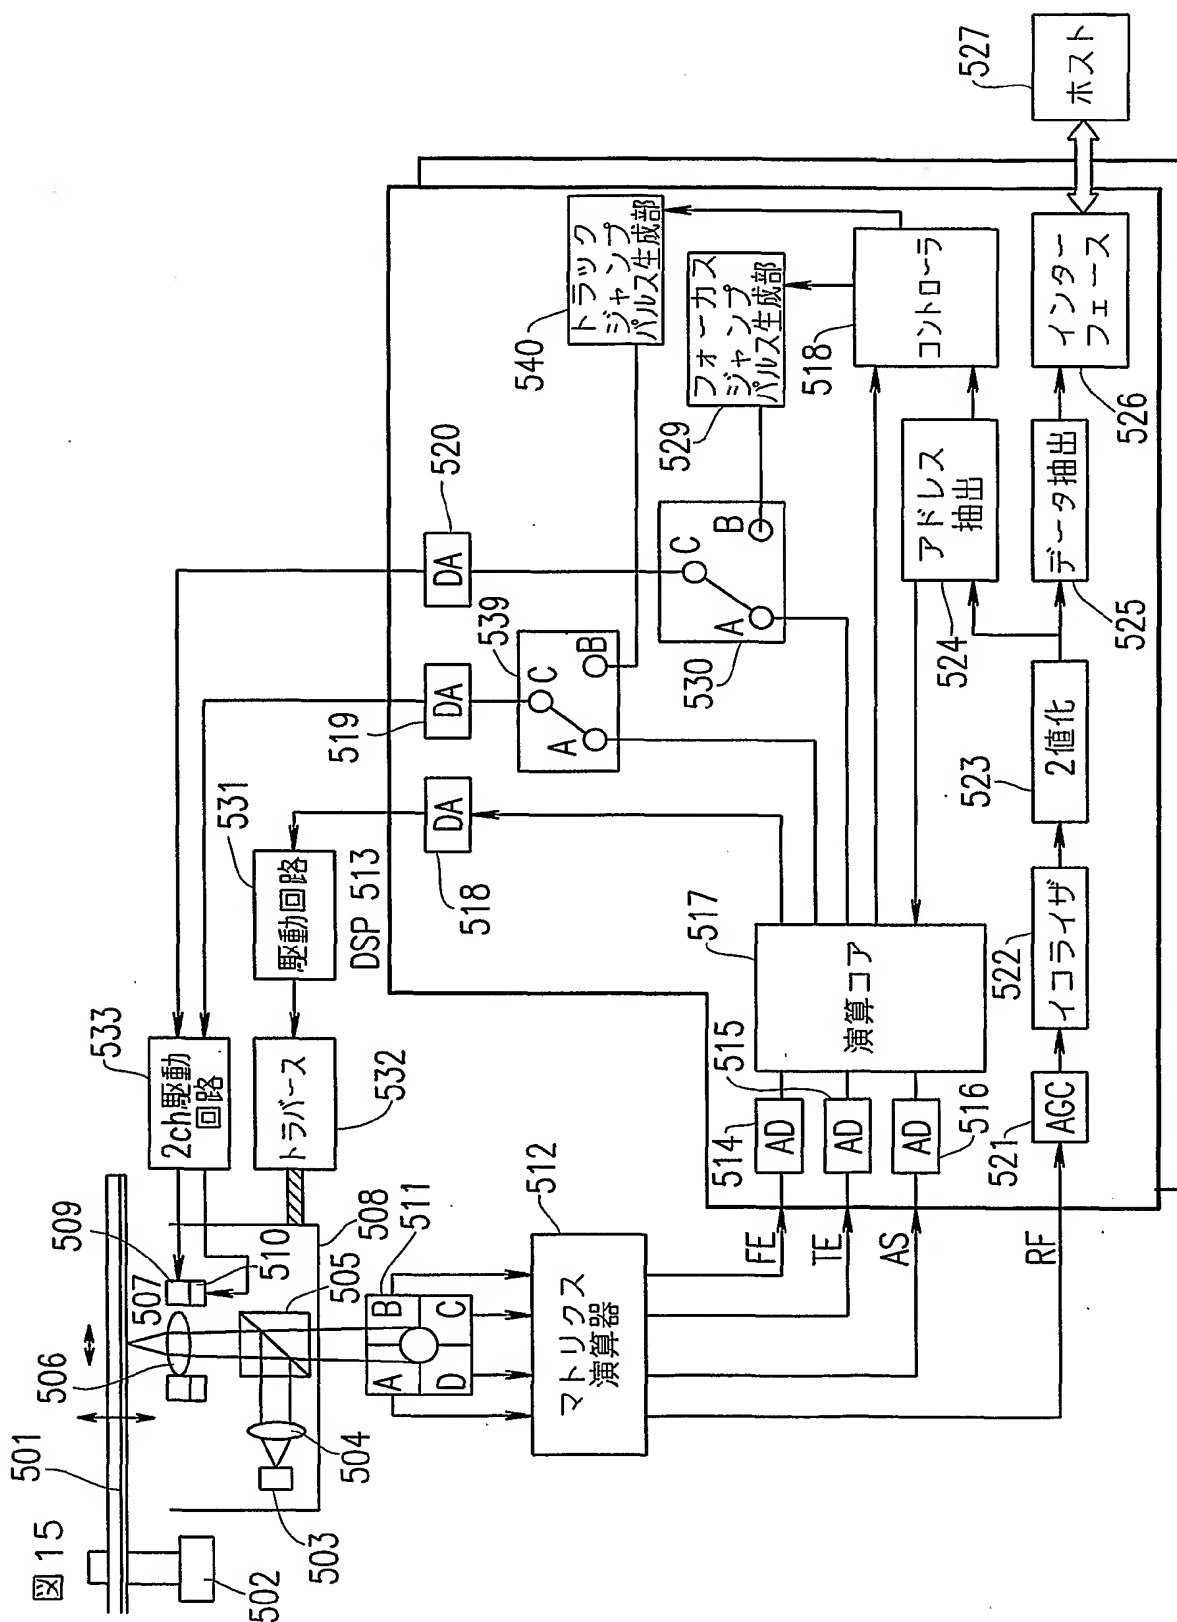 図15
501
502
503
504
505
506
507
508
509
510
511
A
B
C
D
533
2ch駆動
回路
531
駆動回路
トラバース
532
DSP 513
512
マトリクス
演算器
FE
TE
AS
RF
514
AD
515
AD
516
AD
521
AGC
517
演算コア
518
DA
519
DA
520
DA
539
A
B
C
530
A
B
C
540
トラック
ジャンプ
パルス生成部
529
フォーカス
ジャンプ
パルス生成部
518
コントローラ
524
アドレス
抽出
522
イコライザ
523
2値化
525
データ抽出
526
インター
フェース
527
ホスト